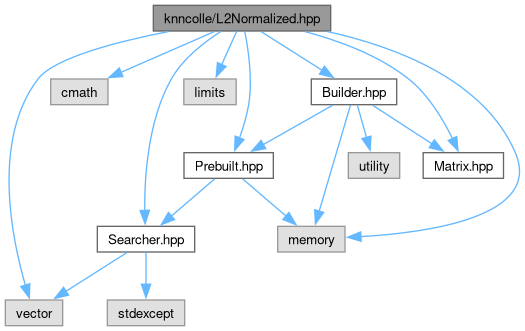 knncolle/L2Normalized.hpp
cmath
limits
Builder.hpp
Prebuilt.hpp
utility
Matrix.hpp
Searcher.hpp
memory
vector
stdexcept